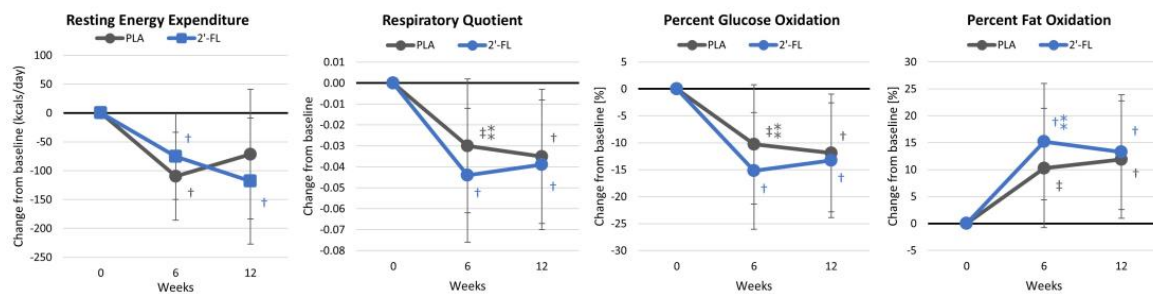 Resting Energy Expenditure
PLA 2'-FL
Change from baseline (kcals/day)
100
50
0
-50
-100
-150
-200
-250
†
†
†
0 6 12
Weeks
Respiratory Quotient
PLA 2'-FL
Change from baseline
0.01
0.00
-0.01
-0.02
-0.03
-0.04
-0.05
-0.06
-0.07
-0.08
‡**
†
†
†
0 6 12
Weeks
Percent Glucose Oxidation
PLA 2'-FL
Change from baseline [%]
5
0
-5
-10
-15
-20
-25
-30
‡**
†
†
†
0 6 12
Weeks
Percent Fat Oxidation
PLA 2'-FL
Change from baseline [%]
30
25
20
15
10
5
0
-5
†**
†
‡
†
0 6 12
Weeks